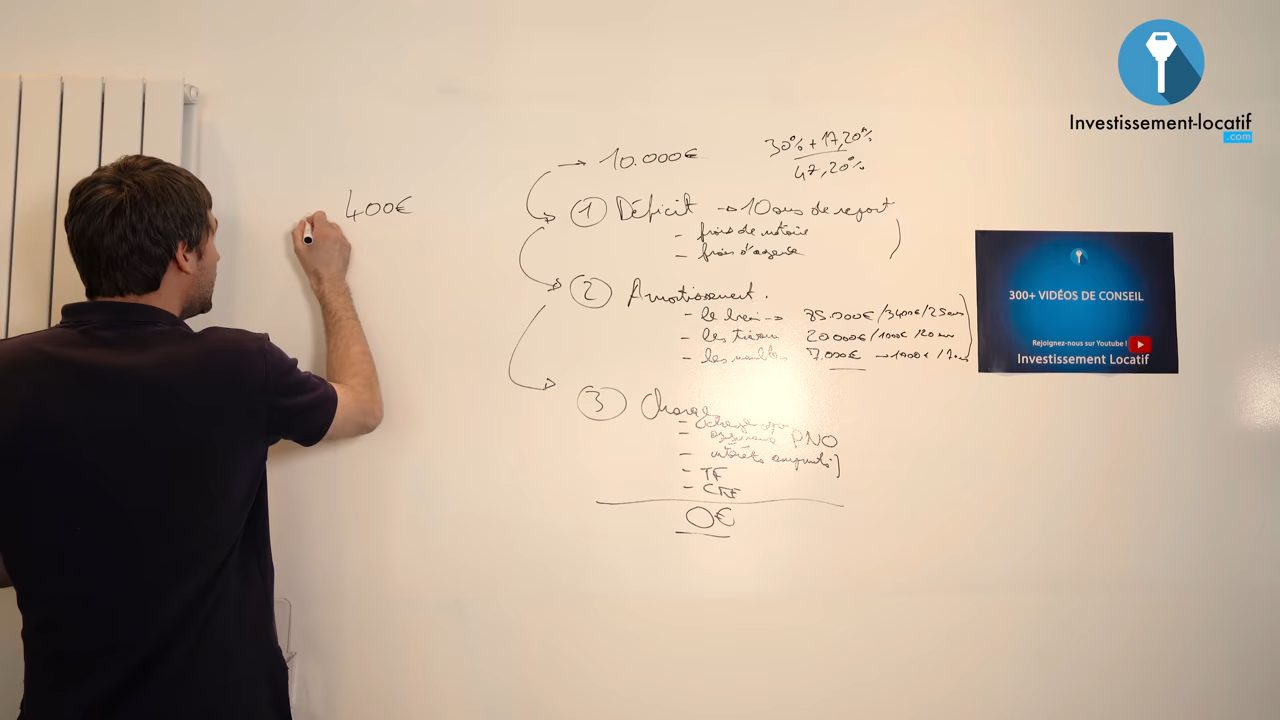 Investissement-locatif
.com
400€
→ 10.000€
30% + 17,20%
47,20%
① Déficit → 10 ans de report
- frais de notaire
- frais d'agence
② Amortissement.
- le bien → 85.000€/3400€/25 ans
- les travaux 20 000€/1000€/20 ans
- les meubles 7.000€ → 1000€/7 ans
③ Charges
- charges copro
- assurance PNO
- intérêts emprunts
- TF
- CFE
0€
300+ VIDÉOS DE CONSEIL
Rejoignez-nous sur Youtube !
Investissement Locatif